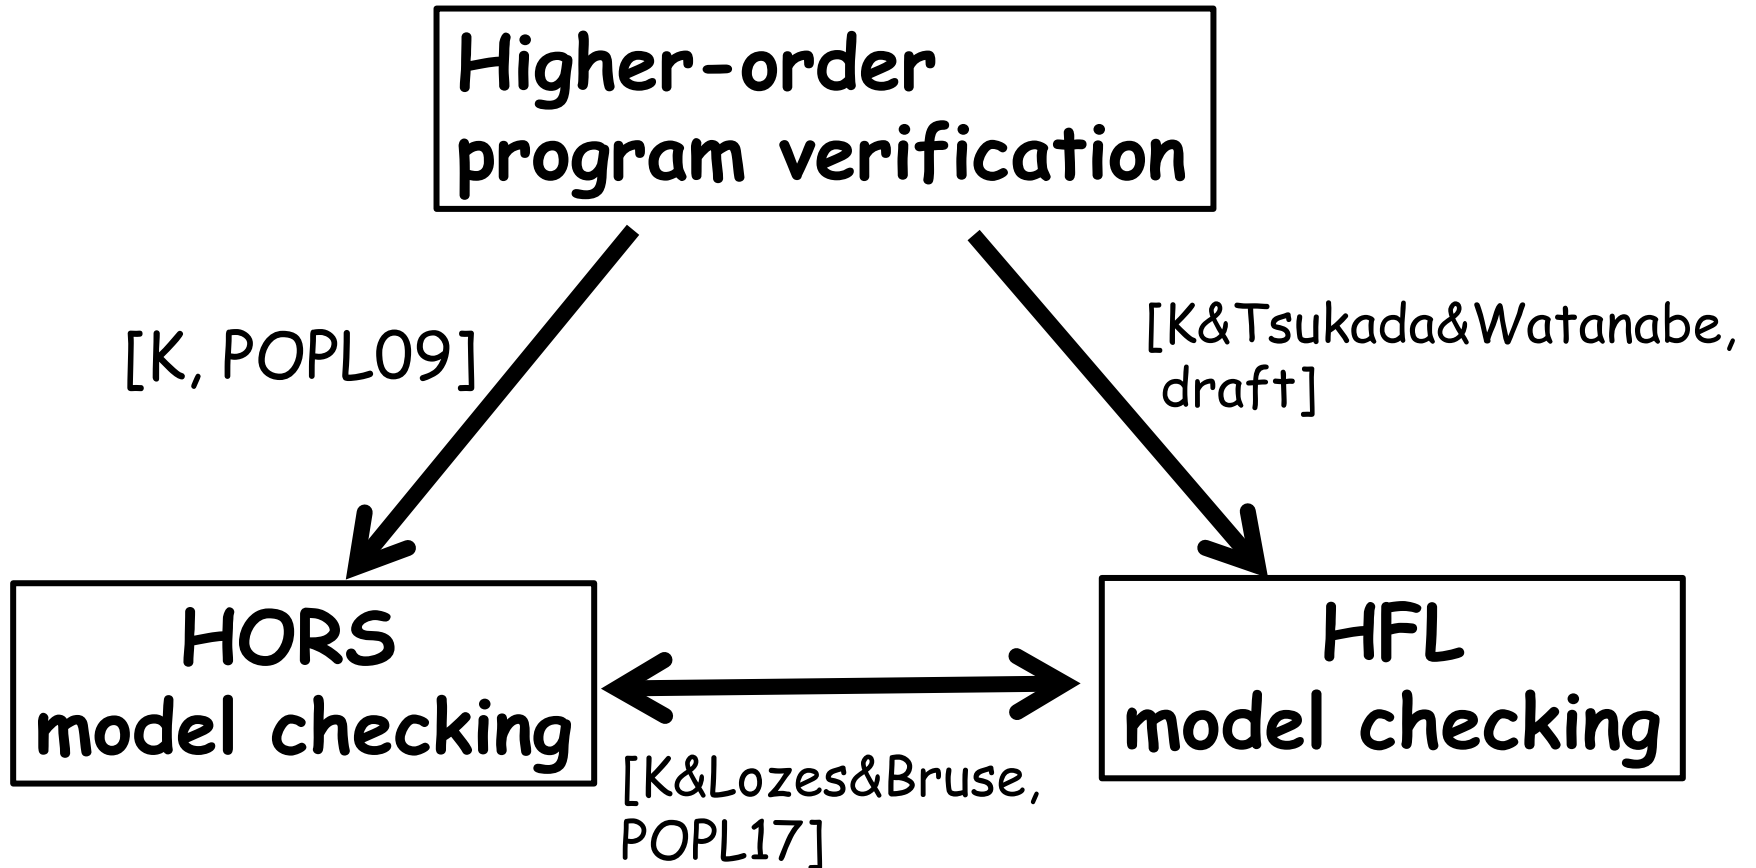 Higher-order
program verification
[K, POPL09]
[K&Tsukada&Watanabe,
draft]
HORS
model checking
HFL
model checking
[K&Lozes&Bruse,
POPL17]